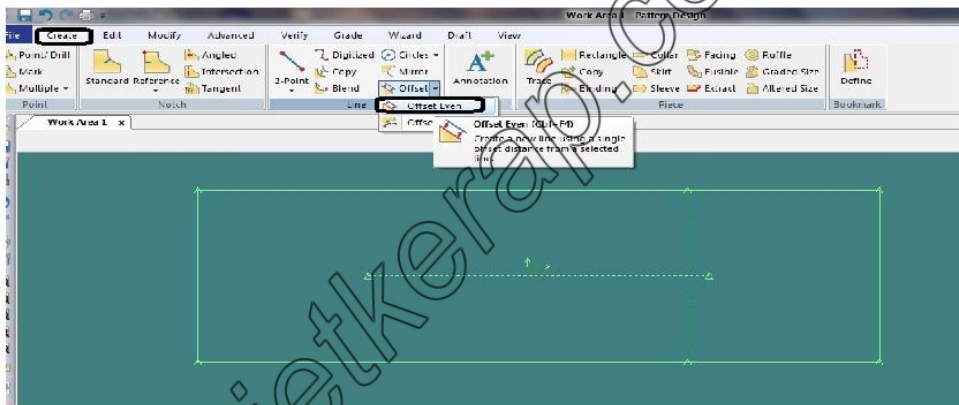 Work Area 1 - Pattern Design
File Create Edit Modify Advanced Verify Grade Wizard Draft View
Point/Drill Angled Digitized Circles Rectangle Collar Facing Ruffle
Mark Standard Reference Intersection 2-Point Copy Mirror Annotation Trace Copy Skirt Fusible Graded Size Define
Multiple Tangent Blend Offset Binding Sleeve Extract Altered Size
Point Notch Line Piece Bookmark
Offset Even
Work Area 1 x
Offset Even (Ctrl+F4)
Create a new line using a single
offset distance from a selected
line.